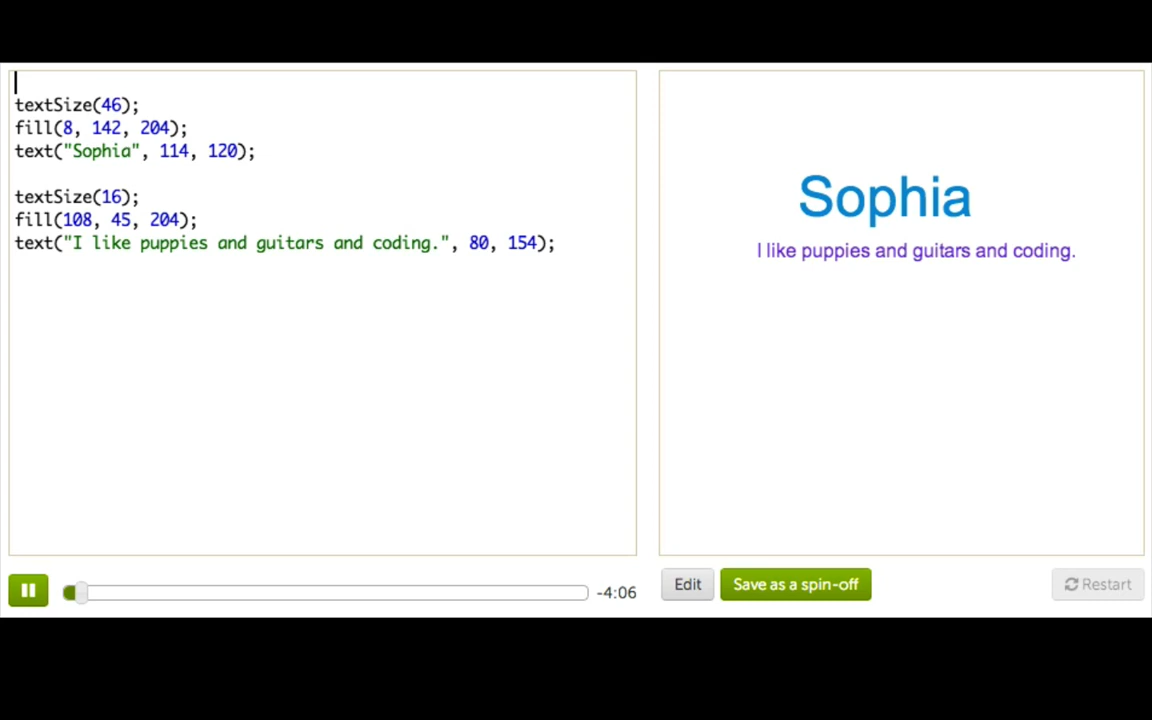 textSize(46);
fill(8, 142, 204);
text("Sophia", 114, 120);
textSize(16);
fill(108, 45, 204);
text("I like puppies and guitars and coding.", 80, 154);
Sophia
I like puppies and guitars and coding.
-4:06
Edit
Save as a spin-off
Restart